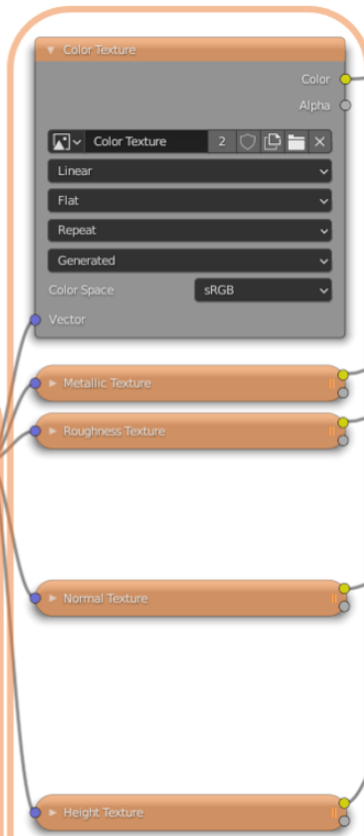 Color Texture
Color
Alpha
Color Texture 2
Linear
Flat
Repeat
Generated
Color Space sRGB
Vector
Metallic Texture
Roughness Texture
Normal Texture
Height Texture